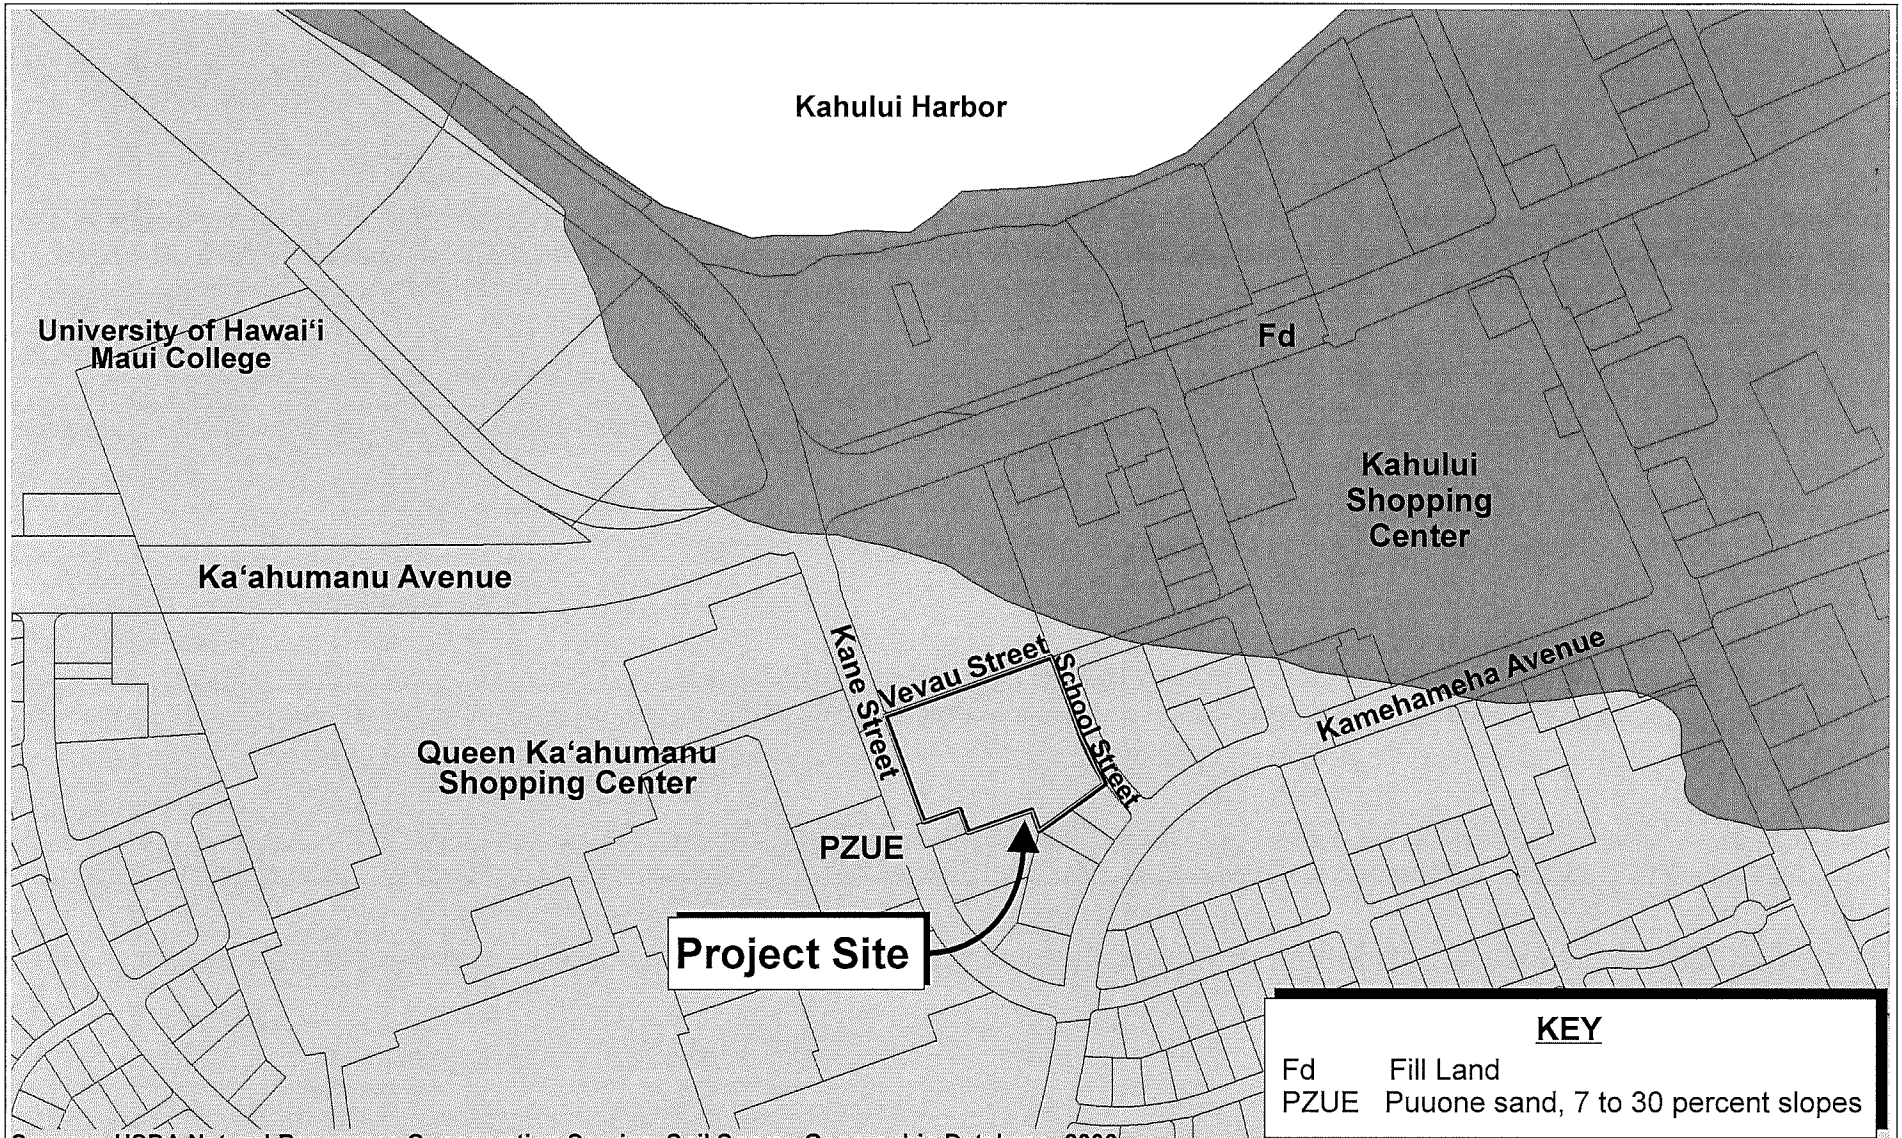 Kahului Harbor
University of Hawai‘i
Maui College
Fd
Kahului
Shopping
Center
Ka‘ahumanu Avenue
Kane Street
Vevau Street
School Street
Kamehameha Avenue
Queen Ka‘ahumanu
Shopping Center
PZUE
Project Site
KEY
Fd Fill Land
PZUE Puuone sand, 7 to 30 percent slopes